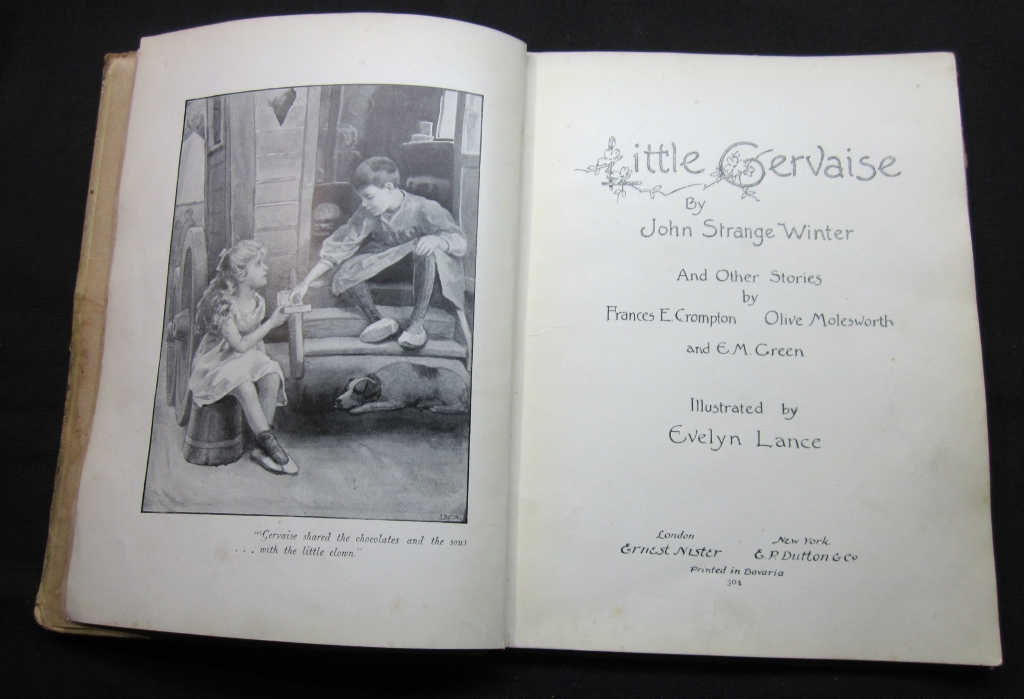 "Gervaise shared the chocolates and the sous
. . . with the little clown."
Little Gervaise
By
John Strange Winter
And Other Stories
by
Frances E. Crompton Olive Molesworth
and E.M. Green
Illustrated by
Evelyn Lance
London New York.
Ernest Nister E.P. Dutton & Co
Printed in Bavaria
304